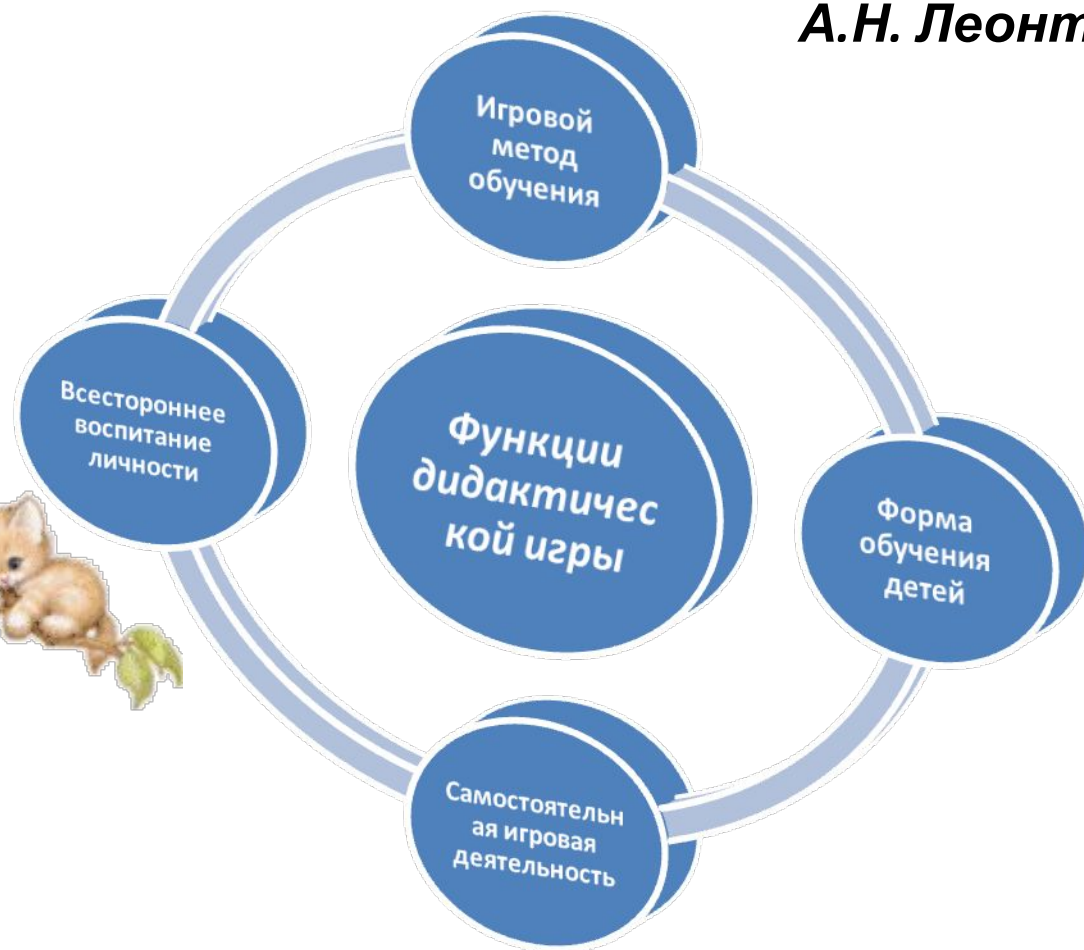 А.Н. Леонт
Игровой
метод
обучения
Всестороннее
воспитание
личности
Функции
дидактичес
кой игры
Форма
обучения
детей
Самостоятельн
ая игровая
деятельность